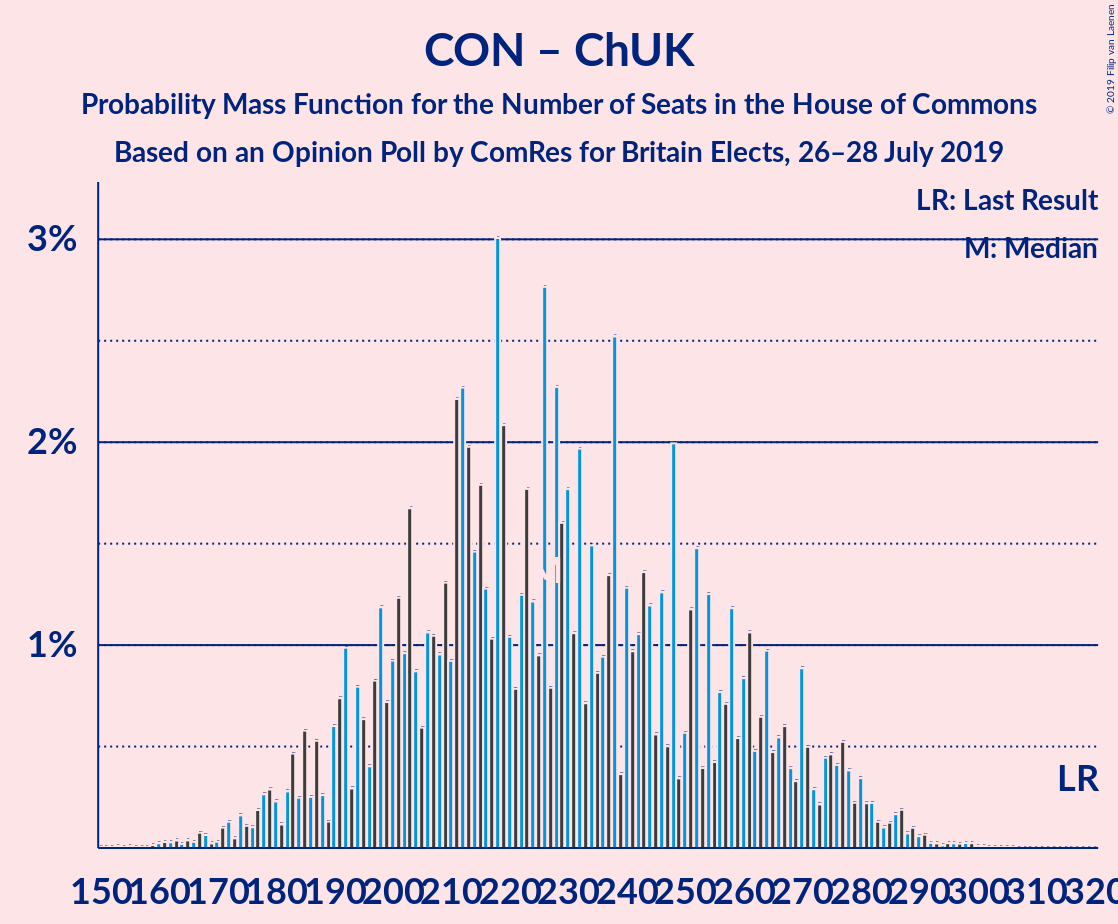 CON – ChUK
Probability Mass Function for the Number of Seats in the House of Commons
Based on an Opinion Poll by ComRes for Britain Elects, 26–28 July 2019
© 2019 Filip van Laenen
LR: Last Result
M: Median
3%
2%
1%
M
LR
150 160 170 180 190 200 210 220 230 240 250 260 270 280 290 300 310 320